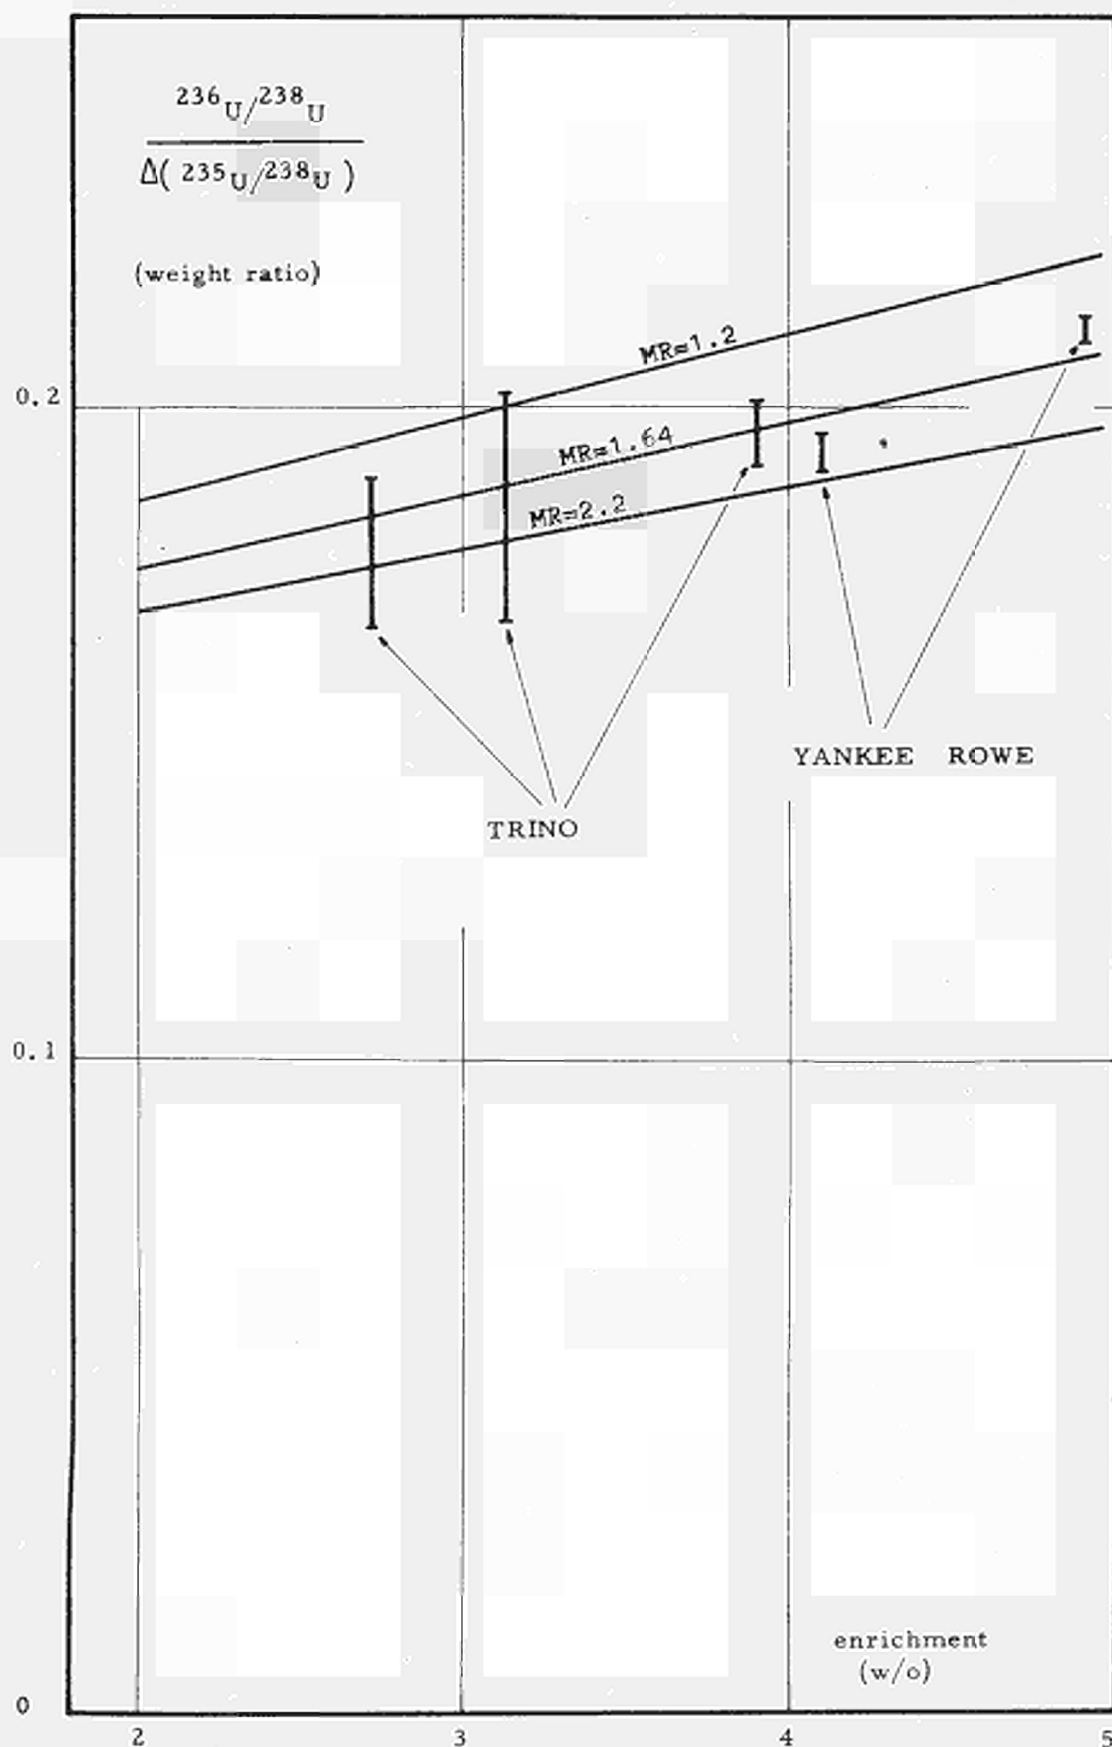 236U/238U
Δ( 235U/238U )
(weight ratio)
MR=1.2
0.2
MR=1.64
MR=2.2
YANKEE ROWE
TRINO
0.1
enrichment
(w/o)
0
2 3 4 5